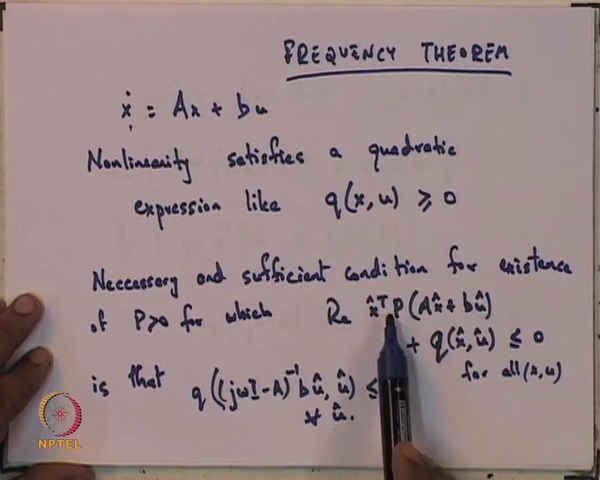 FREQUENCY THEOREM
ẋ = Ax + bu
Nonlinearity satisfies a quadratic
expression like q(x,u) ≥ 0
Neccessary and sufficient condition for existence
of P>0 for which Re x̂ᵀP(Ax̂ + bû)
+ q(x̂,û) ≤ 0
for all (x,u)
is that q((jωI-A)⁻¹bû, û) ≤
∀ û.
NPTEL